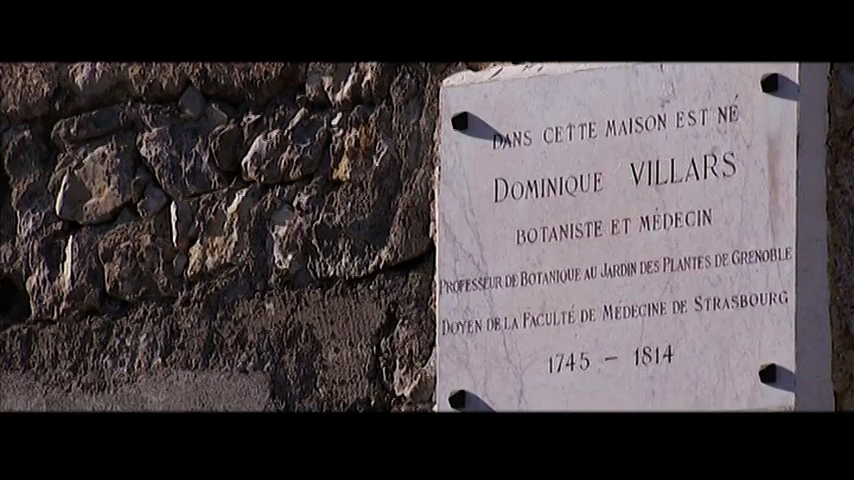 DANS CETTE MAISON EST NÉ
DOMINIQUE VILLARS
BOTANISTE ET MÉDECIN
PROFESSEUR DE BOTANIQUE AU JARDIN DES PLANTES DE GRENOBLE
DOYEN DE LA FACULTÉ DE MÉDECINE DE STRASBOURG
1745 - 1814